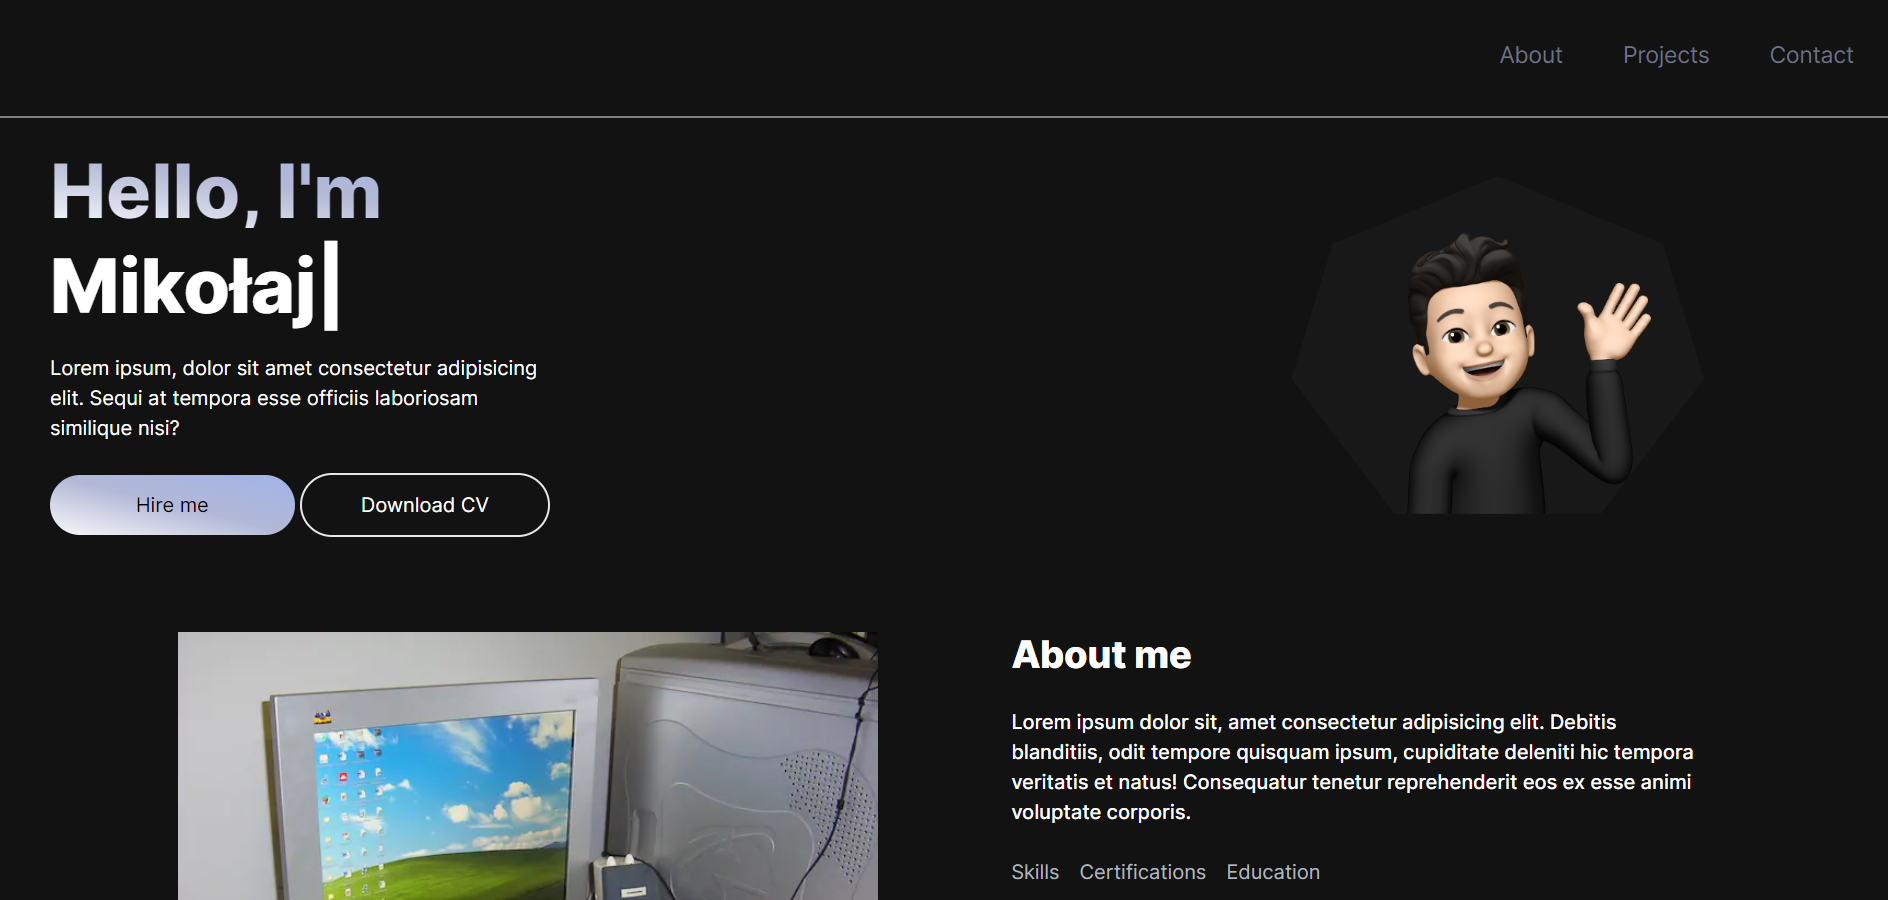 About Projects Contact
Hello, I'm
Mikołaj
Lorem ipsum, dolor sit amet consectetur adipisicing
elit. Sequi at tempora esse officiis laboriosam
similique nisi?
Hire me Download CV
About me
Lorem ipsum dolor sit, amet consectetur adipisicing elit. Debitis
blanditiis, odit tempore quisquam ipsum, cupiditate deleniti hic tempora
veritatis et natus! Consequatur tenetur reprehenderit eos ex esse animi
voluptate corporis.
Skills Certifications Education